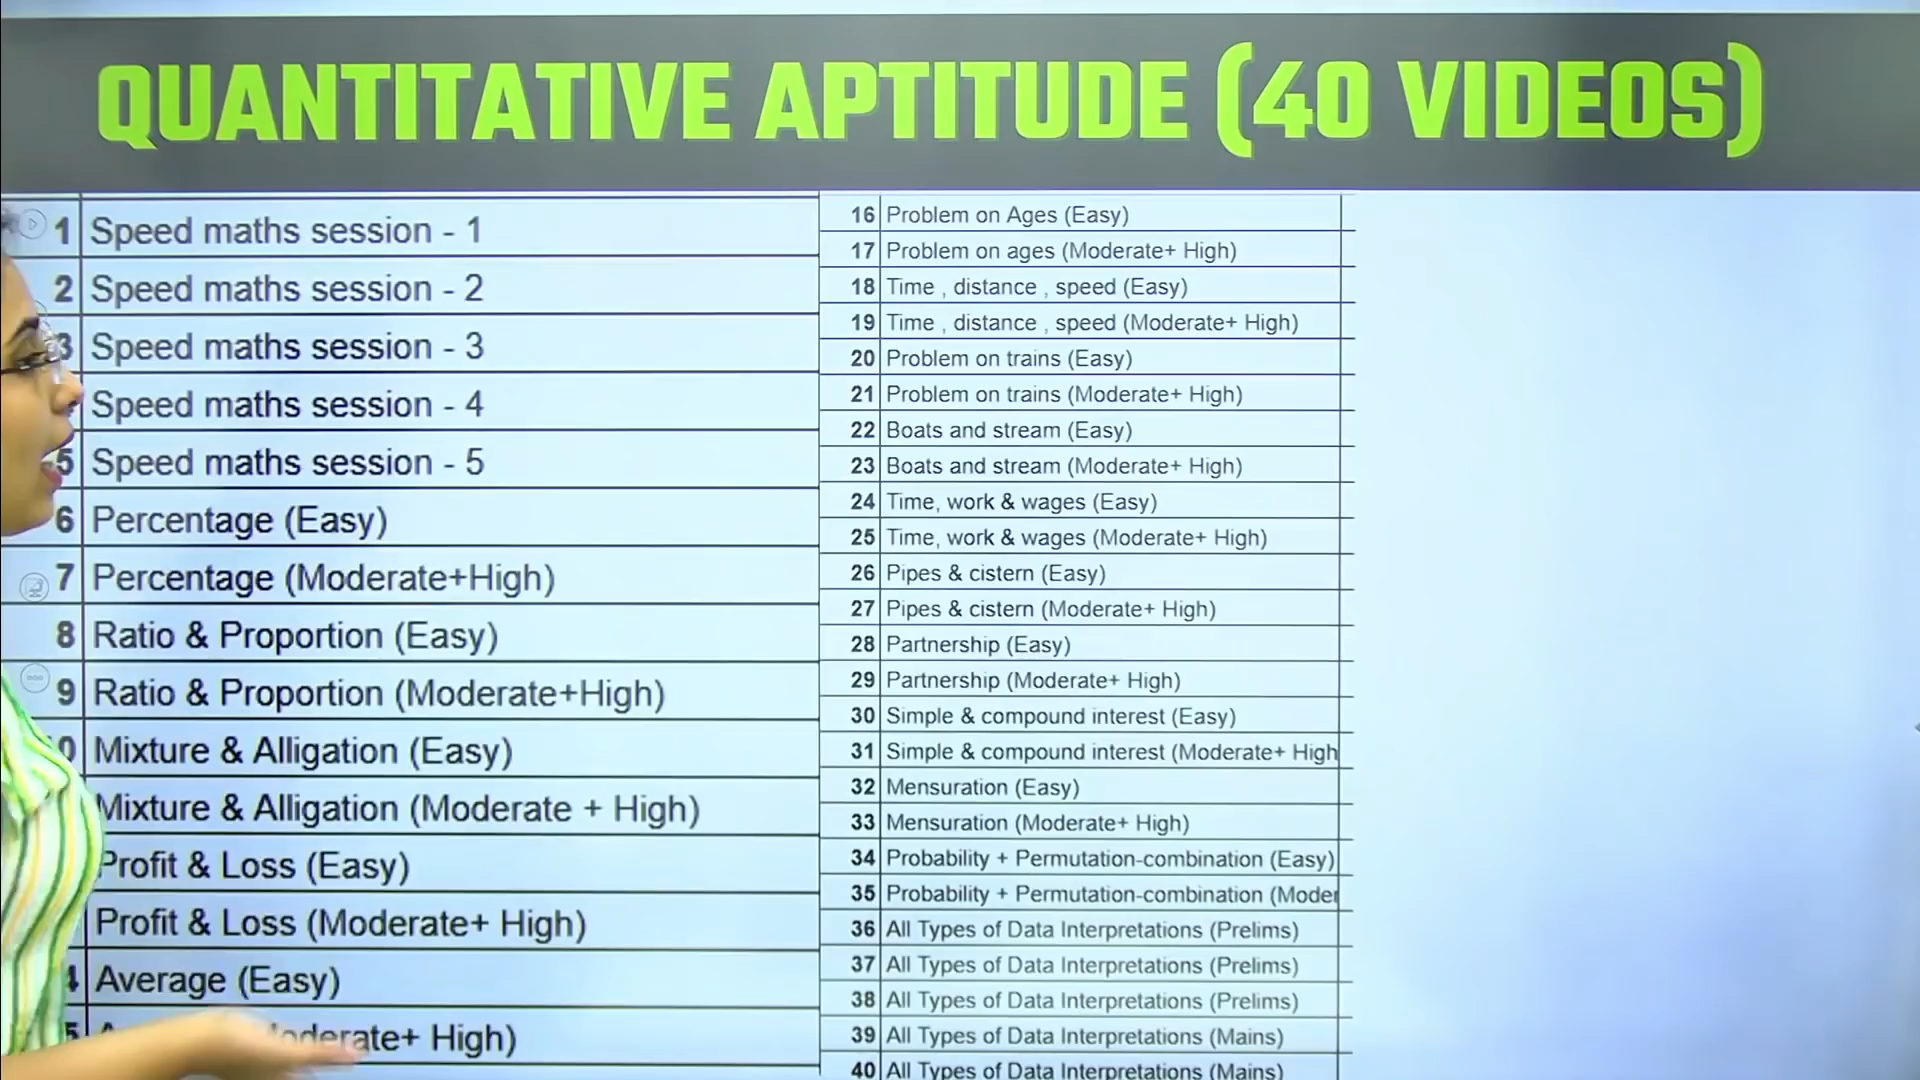 QUANTITATIVE APTITUDE (40 VIDEOS)
1 Speed maths session - 1
2 Speed maths session - 2
3 Speed maths session - 3
Speed maths session - 4
5 Speed maths session - 5
6 Percentage (Easy)
7 Percentage (Moderate+High)
8 Ratio & Proportion (Easy)
9 Ratio & Proportion (Moderate+High)
0 Mixture & Alligation (Easy)
Mixture & Alligation (Moderate + High)
Profit & Loss (Easy)
Profit & Loss (Moderate+ High)
4 Average (Easy)
5 oderate+ High)
16 Problem on Ages (Easy)
17 Problem on ages (Moderate+ High)
18 Time , distance , speed (Easy)
19 Time , distance , speed (Moderate+ High)
20 Problem on trains (Easy)
21 Problem on trains (Moderate+ High)
22 Boats and stream (Easy)
23 Boats and stream (Moderate+ High)
24 Time, work & wages (Easy)
25 Time, work & wages (Moderate+ High)
26 Pipes & cistern (Easy)
27 Pipes & cistern (Moderate+ High)
28 Partnership (Easy)
29 Partnership (Moderate+ High)
30 Simple & compound interest (Easy)
31 Simple & compound interest (Moderate+ High
32 Mensuration (Easy)
33 Mensuration (Moderate+ High)
34 Probability + Permutation-combination (Easy)
35 Probability + Permutation-combination (Moder
36 All Types of Data Interpretations (Prelims)
37 All Types of Data Interpretations (Prelims)
38 All Types of Data Interpretations (Prelims)
39 All Types of Data Interpretations (Mains)
40 All Types of Data Interpretations (Mains)